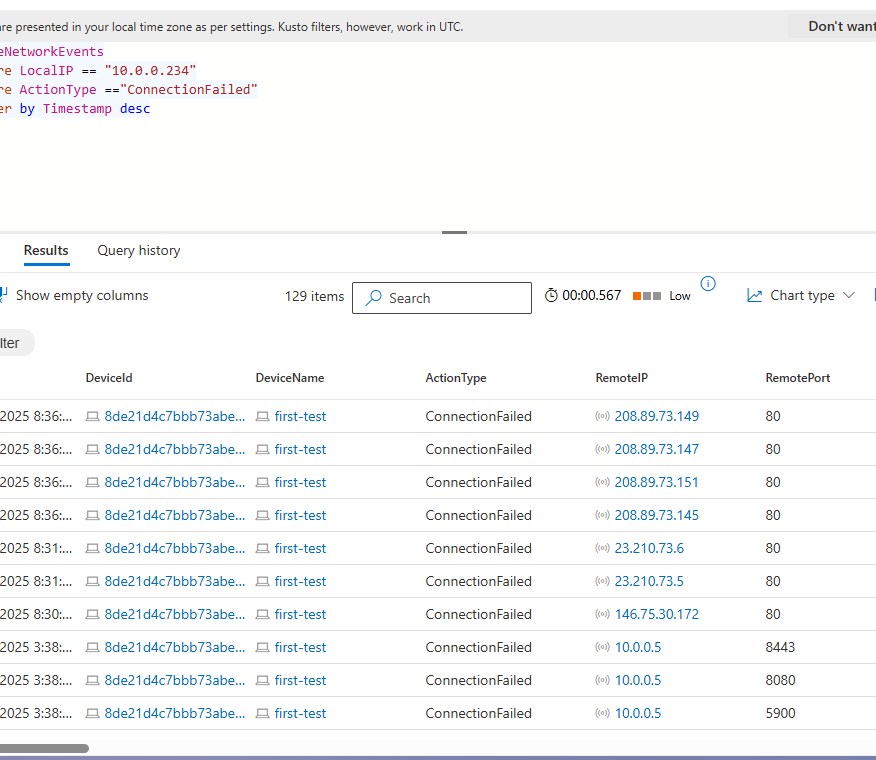 re presented in your local time zone as per settings. Kusto filters, however, work in UTC. Don't want
eNetworkEvents
re LocalIP == "10.0.0.234"
re ActionType =="ConnectionFailed"
er by Timestamp desc
Results Query history
Show empty columns 129 items Search 00:00.567 Low Chart type
lter
DeviceId DeviceName ActionType RemoteIP RemotePort
2025 8:36:... 8de21d4c7bbb73abe... first-test ConnectionFailed 208.89.73.149 80
2025 8:36:... 8de21d4c7bbb73abe... first-test ConnectionFailed 208.89.73.147 80
2025 8:36:... 8de21d4c7bbb73abe... first-test ConnectionFailed 208.89.73.151 80
2025 8:36:... 8de21d4c7bbb73abe... first-test ConnectionFailed 208.89.73.145 80
2025 8:31:... 8de21d4c7bbb73abe... first-test ConnectionFailed 23.210.73.6 80
2025 8:31:... 8de21d4c7bbb73abe... first-test ConnectionFailed 23.210.73.5 80
2025 8:30:... 8de21d4c7bbb73abe... first-test ConnectionFailed 146.75.30.172 80
2025 3:38:... 8de21d4c7bbb73abe... first-test ConnectionFailed 10.0.0.5 8443
2025 3:38:... 8de21d4c7bbb73abe... first-test ConnectionFailed 10.0.0.5 8080
2025 3:38:... 8de21d4c7bbb73abe... first-test ConnectionFailed 10.0.0.5 5900